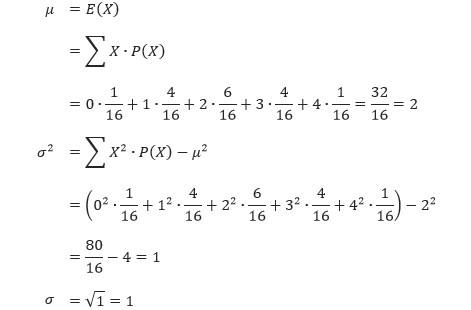 μ = E(X)
= ∑ X · P(X)
= 0 · 1/16 + 1 · 4/16 + 2 · 6/16 + 3 · 4/16 + 4 · 1/16 = 32/16 = 2
σ² = ∑ X² · P(X) − μ²
= (0² · 1/16 + 1² · 4/16 + 2² · 6/16 + 3² · 4/16 + 4² · 1/16) − 2²
= 80/16 − 4 = 1
σ = √1 = 1